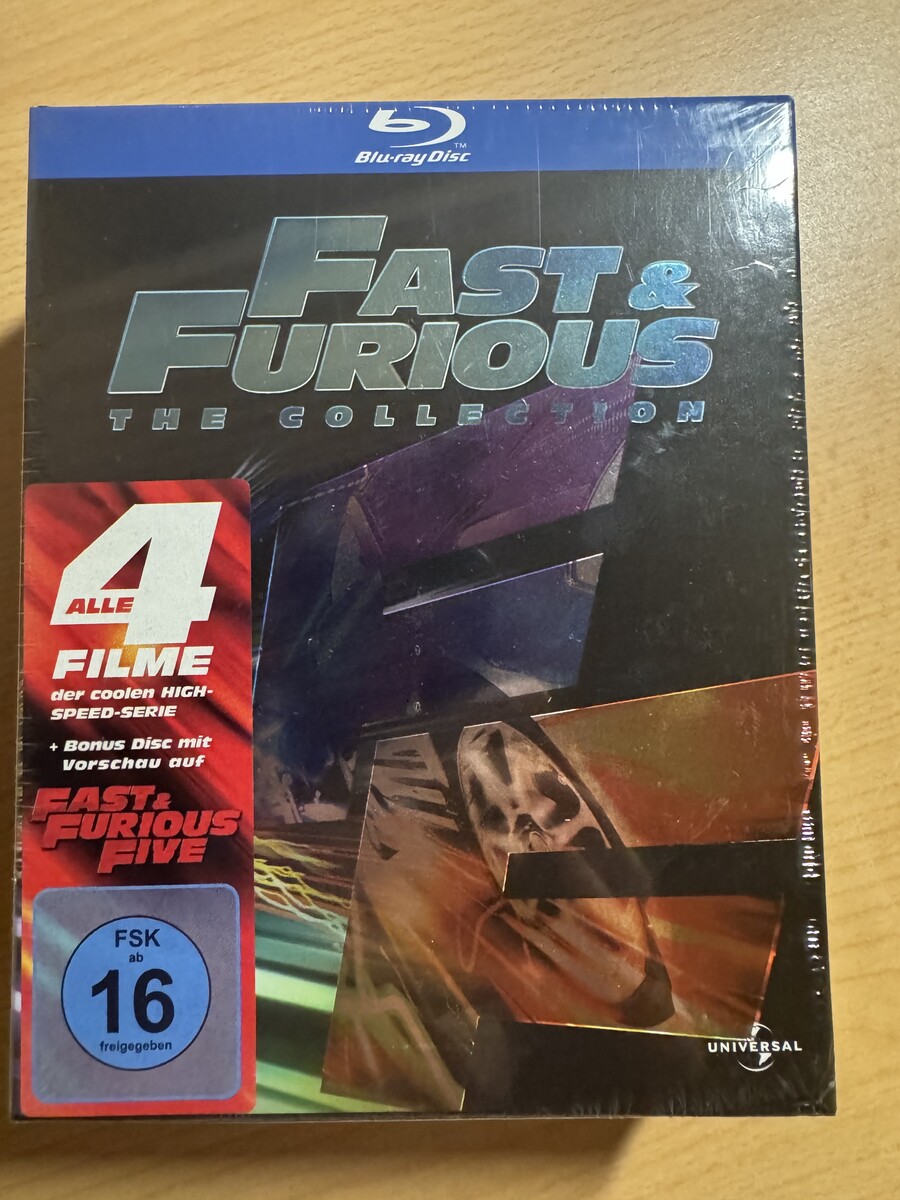 Blu-ray Disc™
FAST &
FURIOUS
THE COLLECTION
ALLE 4
FILME
der coolen HIGH-
SPEED-SERIE
+ Bonus Disc mit
Vorschau auf
FAST &
FURIOUS
FIVE
FSK
ab
16
freigegeben
UNIVERSAL